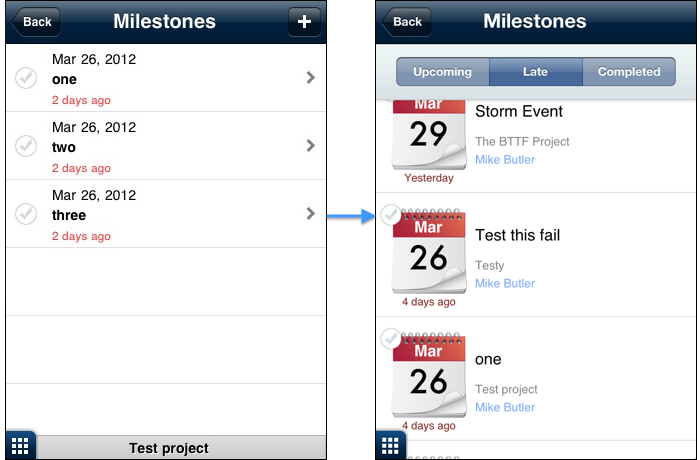 Back
Milestones
+
Mar 26, 2012
one
2 days ago
Mar 26, 2012
two
2 days ago
Mar 26, 2012
three
2 days ago
Test project
Back
Milestones
Upcoming
Late
Completed
Mar
29
Yesterday
Storm Event
The BTTF Project
Mike Butler
Mar
26
4 days ago
Test this fail
Testy
Mike Butler
Mar
26
4 days ago
one
Test project
Mike Butler